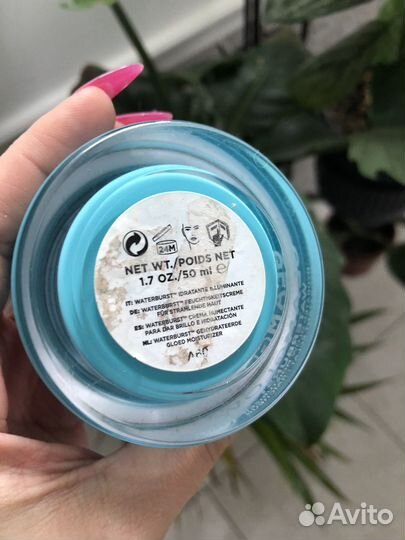 24M
NET WT./POIDS NET
1.7 OZ./50 ml ℮
IT: WATERBURST™ IDRATANTE ILLUMINANTE
DE: WATERBURST™ FEUCHTIGKEITSCREME
FÜR STRAHLENDE HAUT
ES: WATERBURST™ CREMA HUMECTANTE
PARA DAR BRILLO E HIDRATACIÓN
NL: WATERBURST™ GEHYDRATEERDE
GLOED MOISTURIZER
Avito